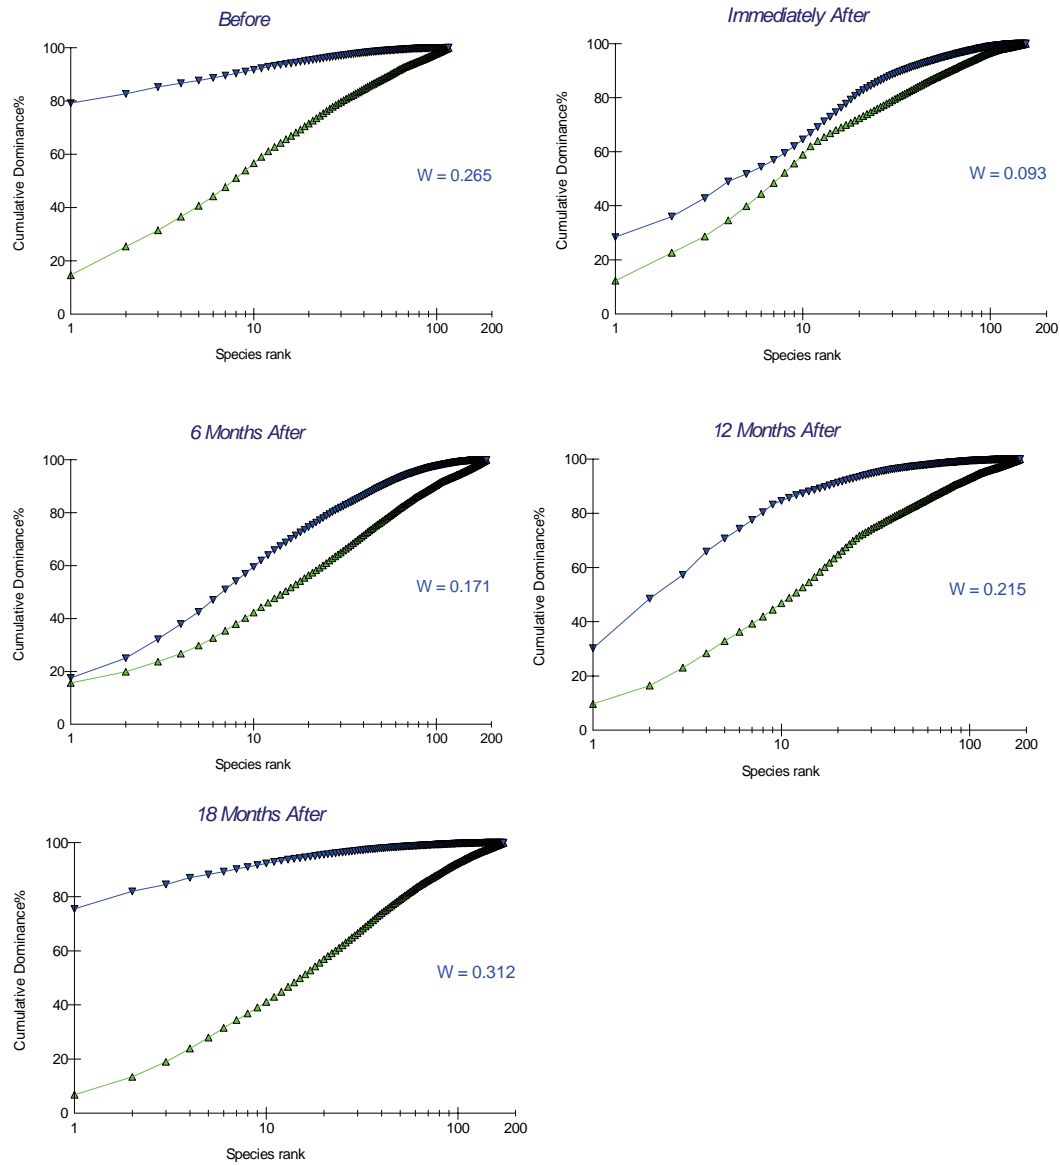 Before
Cumulative Dominance%
100
80
60
40
20
0
W = 0.265
1 10 100 200
Species rank
Immediately After
Cumulative Dominance%
100
80
60
40
20
0
W = 0.093
1 10 100 200
Species rank
6 Months After
Cumulative Dominance%
100
80
60
40
20
0
W = 0.171
1 10 100 200
Species rank
12 Months After
Cumulative Dominance%
100
80
60
40
20
0
W = 0.215
1 10 100 200
Species rank
18 Months After
Cumulative Dominance%
100
80
60
40
20
0
W = 0.312
1 10 100 200
Species rank